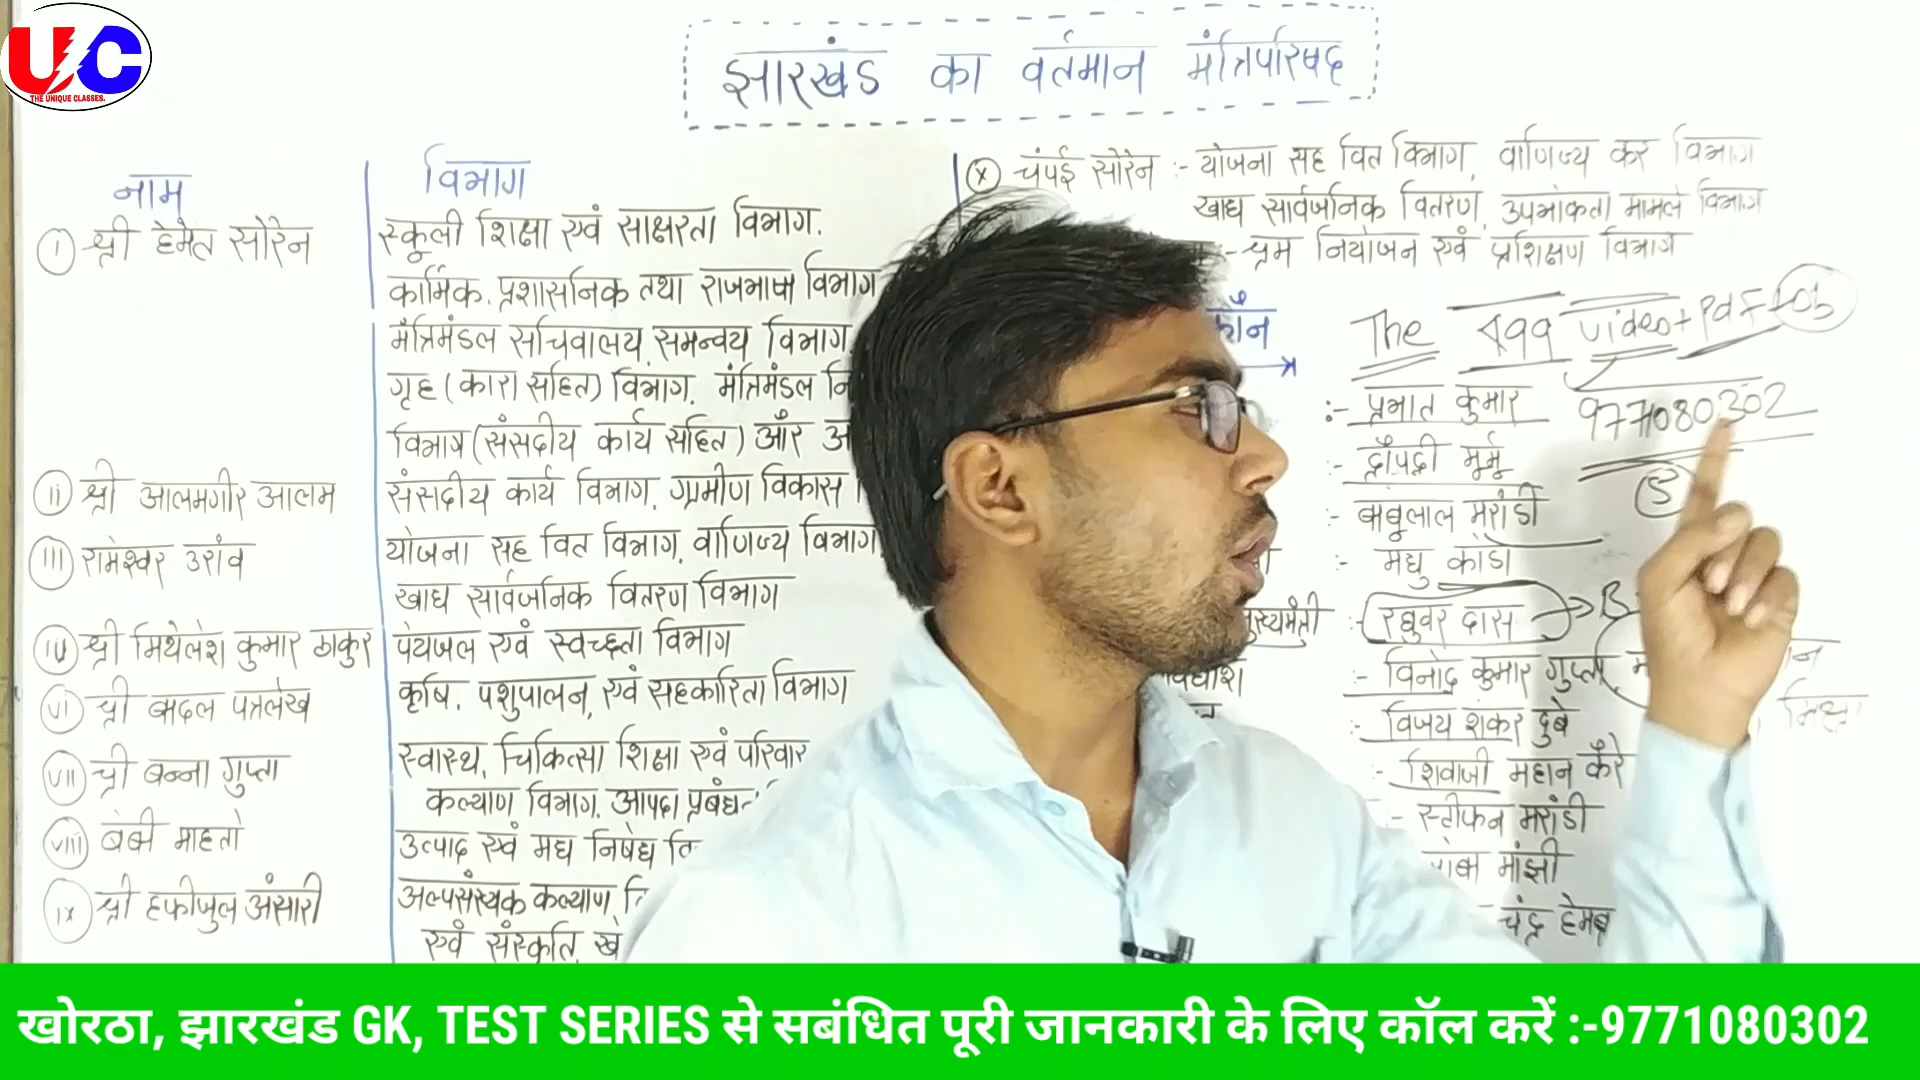 UC
THE UNIQUE CLASSES.
झारखंड का वर्तमान मंत्रिपरिषद
नाम
विभाग
(i) श्री हेमंत सोरेन
स्कूली शिक्षा एवं साक्षरता विभाग.
कार्मिक, प्रशासनिक तथा राजभाषा विभाग
मंत्रिमंडल सचिवालय, समन्वय विभाग
गृह (कारा सहित) विभाग, मंत्रिमंडल नि
विभाग (संसदीय कार्य सहित) और अ
(ii) श्री आलमगीर आलम
संसदीय कार्य विभाग, ग्रामीण विकास
(iii) रामेश्वर उरांव
योजना सह वित विभाग, वाणिज्य विभाग
खाद्य सार्वजनिक वितरण विभाग
(iv) श्री मिथेलेश कुमार ठाकुर
पेयजल एवं स्वच्छता विभाग
(vi) श्री बादल पत्रलेख
कृषि, पशुपालन, एवं सहकारिता विभाग
(vii) श्री बन्ना गुप्ता
स्वास्थ, चिकित्सा शिक्षा एवं परिवार
कल्याण विभाग, आपदा प्रबंधन
(viii) बेबी माहतो
उत्पाद एवं मद्य निषेध वि
(ix) श्री हफीजुल अंसारी
अल्पसंख्यक कल्याण वि
एवं संस्कृति, खे
(x) चंपई सोरेन :- योजना सह वित विभाग, वाणिज्य कर विभाग
खाद्य सार्वजनिक वितरण, उपभोक्ता मामले विभाग
:- श्रम नियोजन एवं प्रशिक्षण विभाग
कौन
The App Video + Pdf
:- प्रभात कुमार
9771080302
:- द्रौपद्री मूर्मू
(5)
:- बाबूलाल मरांडी
:- मधु कोडा
मुख्यमंत्री :- रघुवर दास → B
:- विनोद कुमार गुप्ता
:- विजय शंकर दुबे
:- शिवाजी महान कैरे
:- स्टीफन मरांडी
मांझी
चंद्र हेमब्र
खोरठा, झारखंड GK, TEST SERIES से सबंधित पूरी जानकारी के लिए कॉल करें :-9771080302